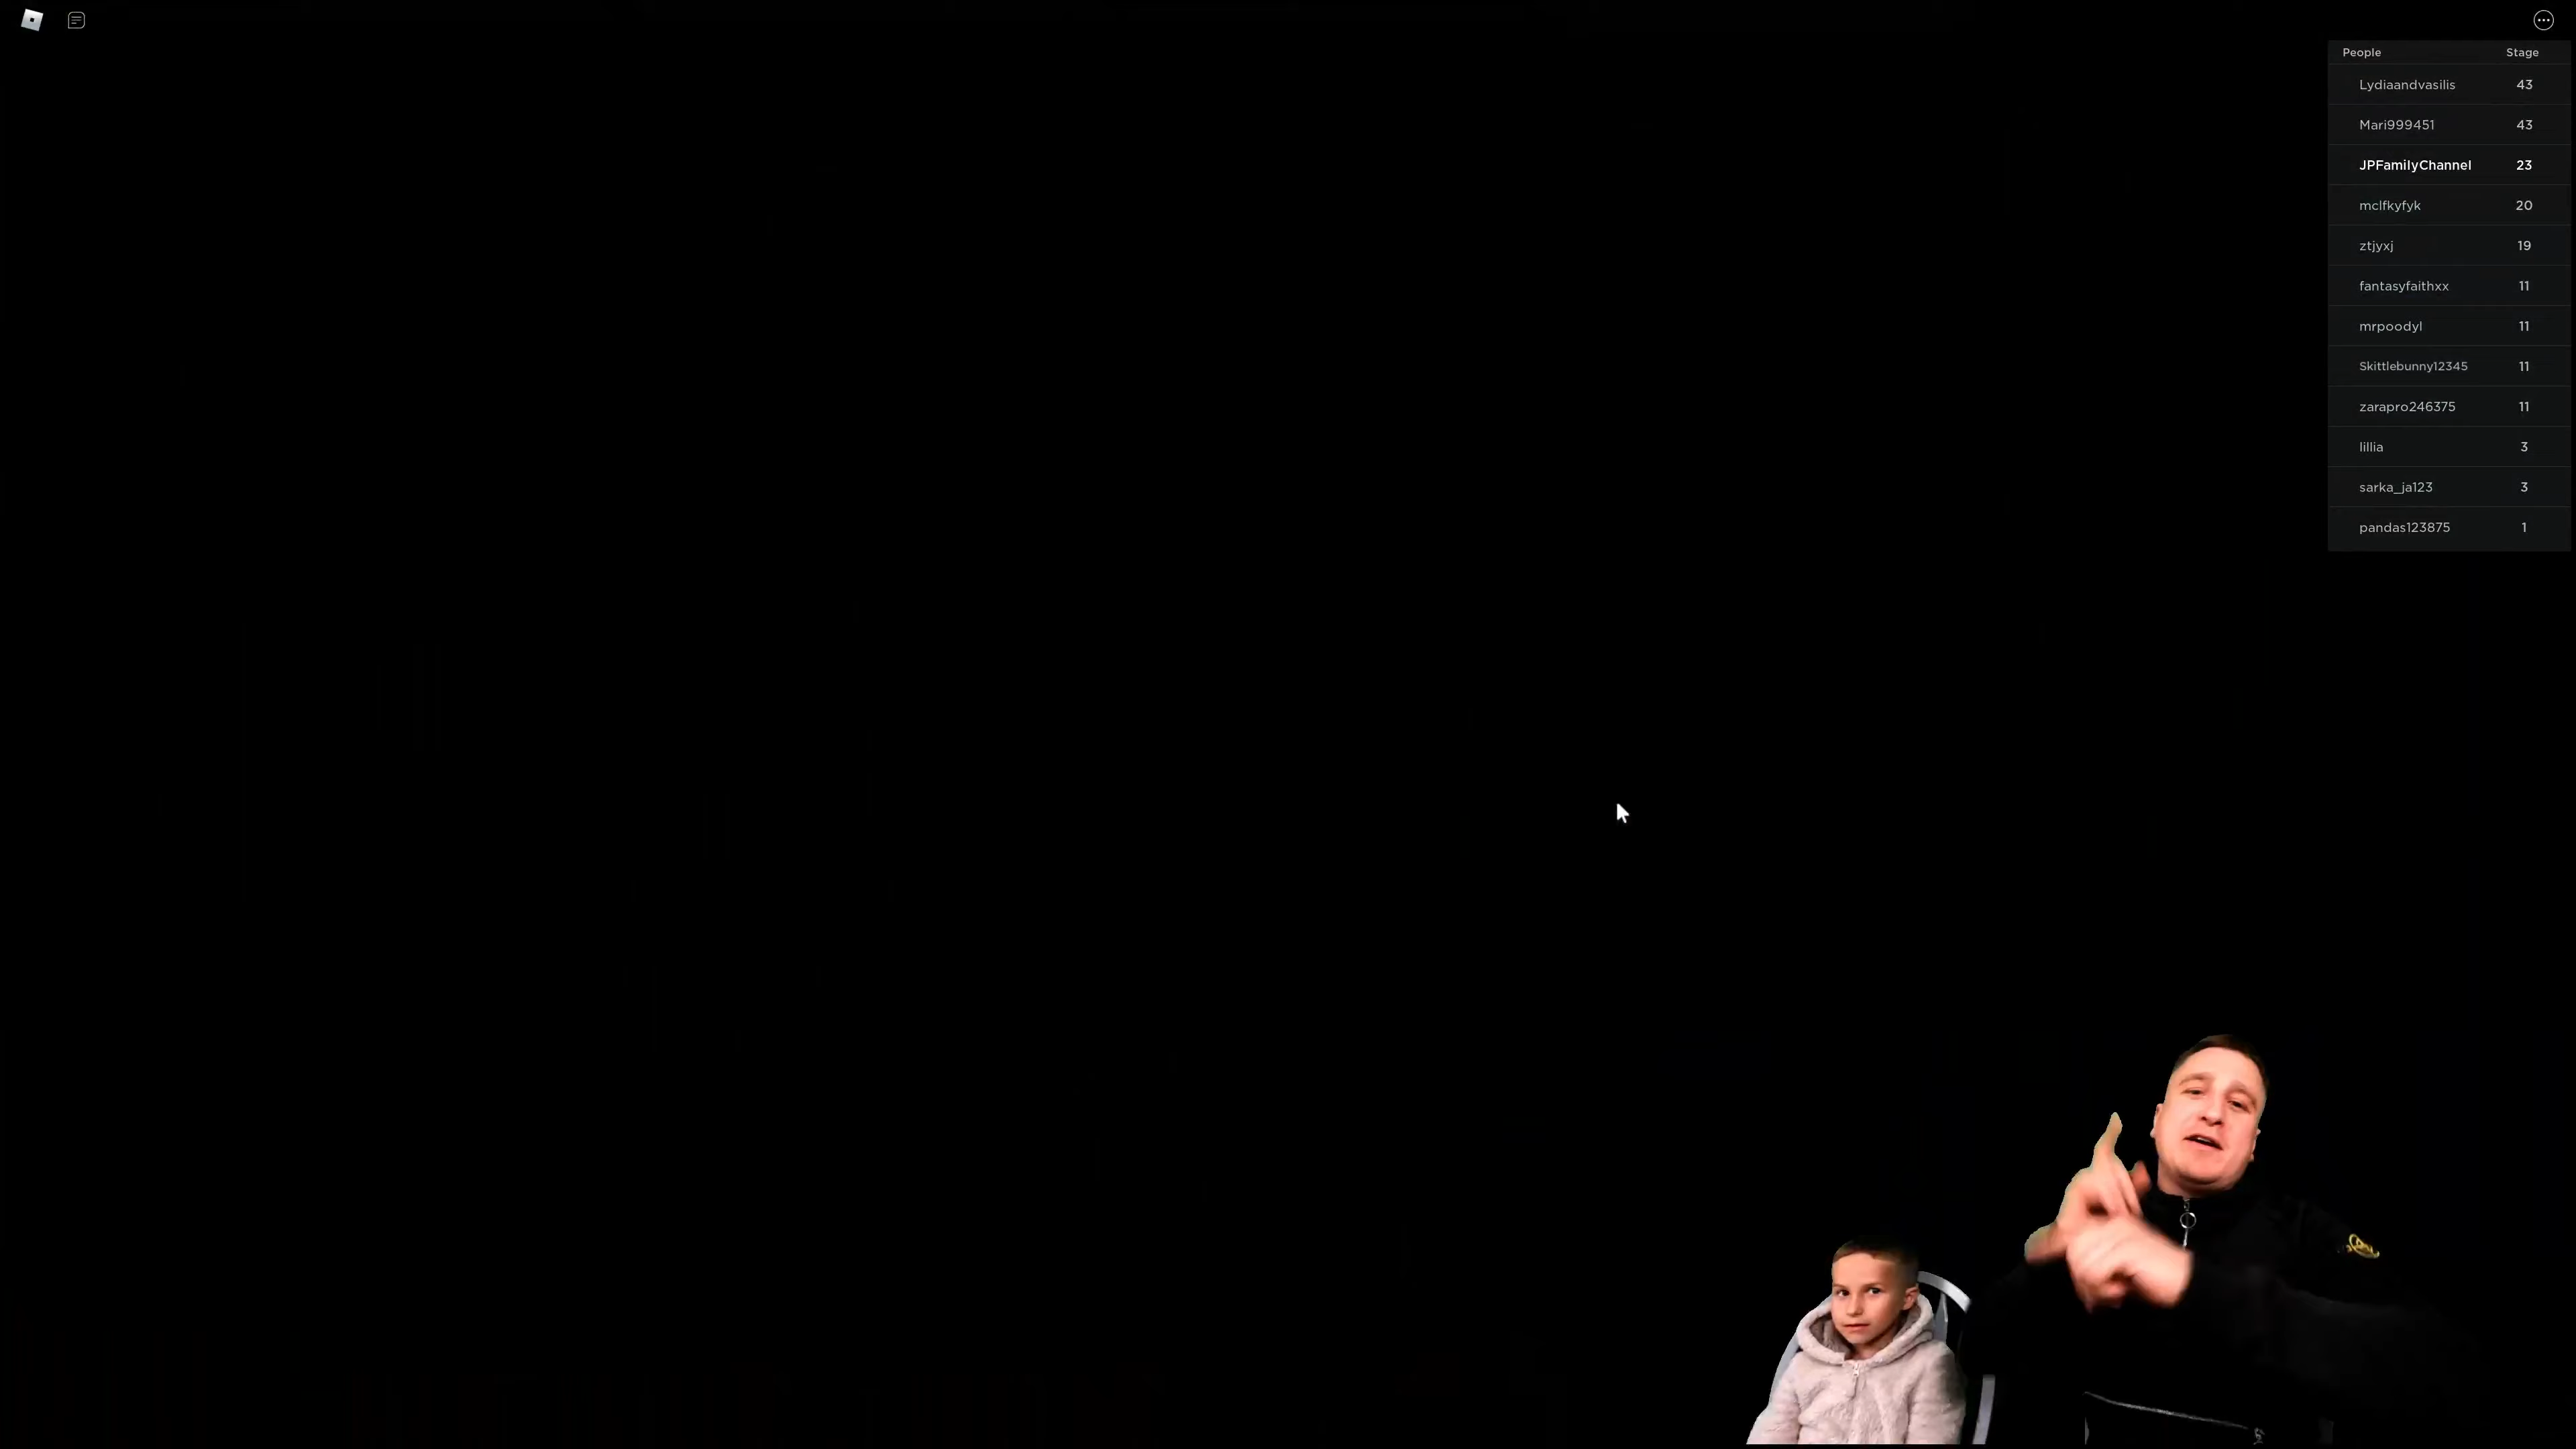 People Stage
Lydiaandvasilis 43
Mari999451 43
JPFamilyChannel 23
mclfkyfyk 20
ztjyxj 19
fantasyfaithxx 11
mrpoodyl 11
Skittlebunny12345 11
zarapro246375 11
lillia 3
sarka_ja123 3
pandas123875 1